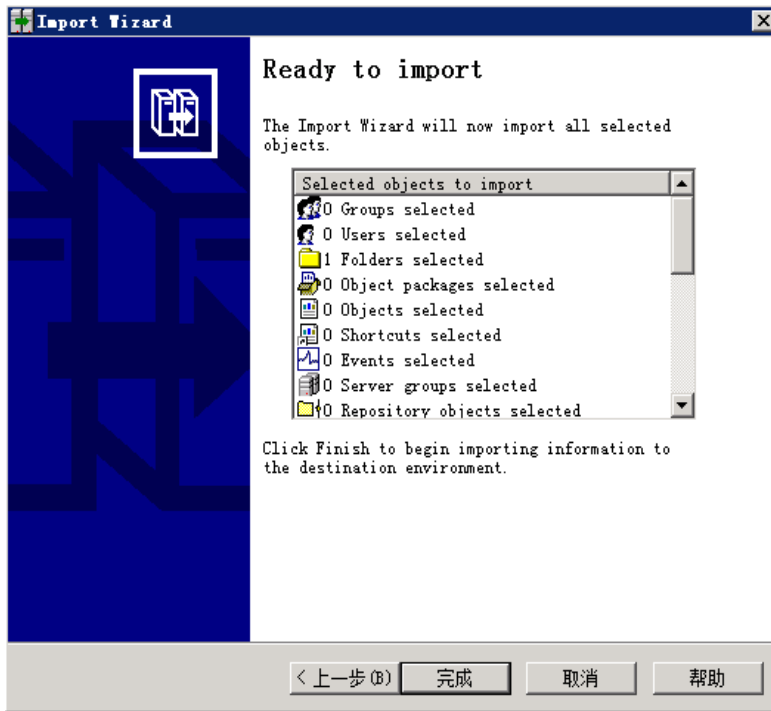 Import Wizard
Ready to import
The Import Wizard will now import all selected
objects.
Selected objects to import
0 Groups selected
0 Users selected
1 Folders selected
0 Object packages selected
0 Objects selected
0 Shortcuts selected
0 Events selected
0 Server groups selected
0 Repository objects selected
Click Finish to begin importing information to
the destination environment.
< 上一步(B) 完成 取消 帮助